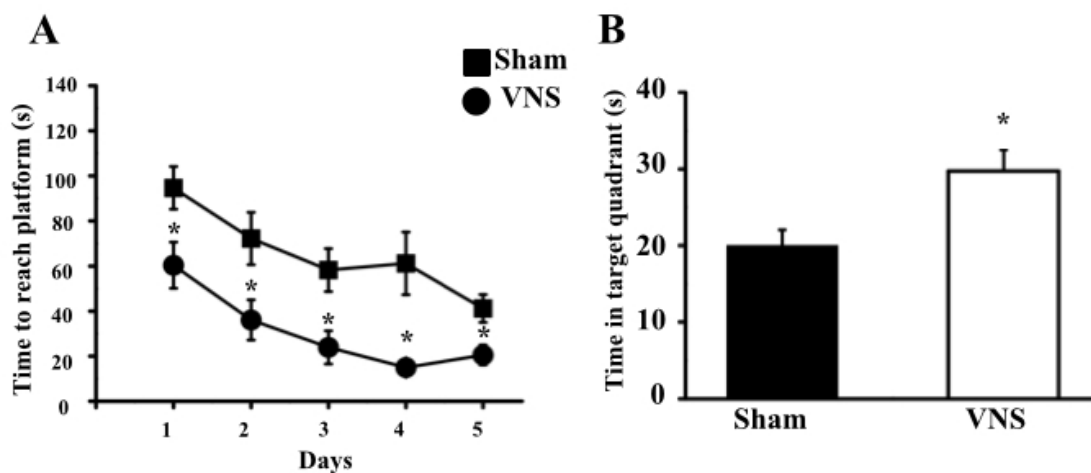 A
Sham
VNS
Time to reach platform (s)
140
120
100
80
60
40
20
0
*
*
*
*
*
1 2 3 4 5
Days
B
Time in target quadrant (s)
40
30
20
10
0
*
Sham VNS